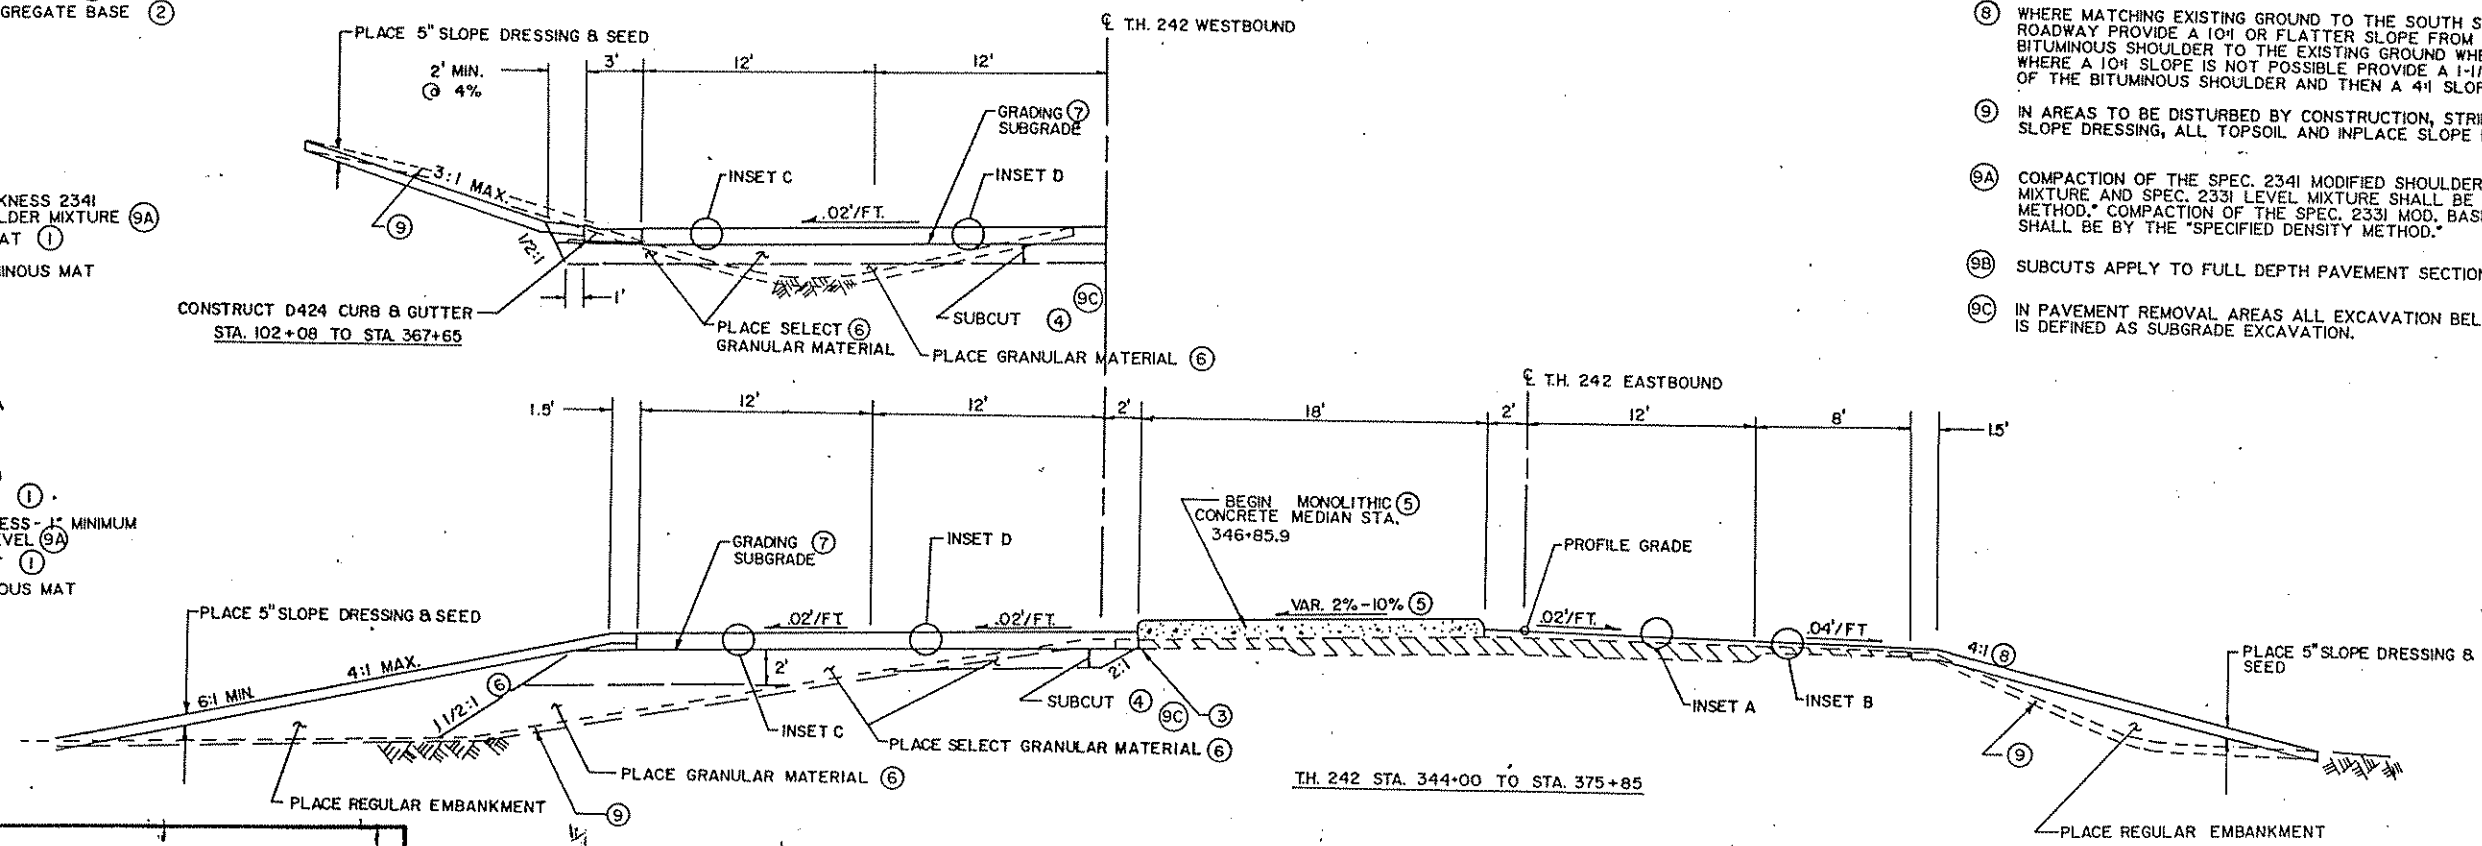 GREGATE BASE ②
PLACE 5" SLOPE DRESSING & SEED
℄ T.H. 242 WESTBOUND
2' MIN.
@ 4%
3'
12'
12'
GRADING ⑦
SUBGRADE
INSET C
INSET D
3:1 MAX.
.02'/FT.
⑨
1/2:1
1'
CONSTRUCT D424 CURB & GUTTER
STA. 102+08 TO STA. 367+65
PLACE SELECT ⑥
GRANULAR MATERIAL
SUBCUT ④ 9C
PLACE GRANULAR MATERIAL ⑥
KNESS 2341
LDER MIXTURE 9A
AT ①
MINOUS MAT
①
ESS - 1" MINIMUM
EVEL 9A
①
OUS MAT
⑧ WHERE MATCHING EXISTING GROUND TO THE SOUTH S
ROADWAY PROVIDE A 10:1 OR FLATTER SLOPE FROM
BITUMINOUS SHOULDER TO THE EXISTING GROUND WHE
WHERE A 10:1 SLOPE IS NOT POSSIBLE PROVIDE A 1-1/
OF THE BITUMINOUS SHOULDER AND THEN A 4:1 SLOP
⑨ IN AREAS TO BE DISTURBED BY CONSTRUCTION, STRI
SLOPE DRESSING, ALL TOPSOIL AND INPLACE SLOPE
9A COMPACTION OF THE SPEC. 2341 MODIFIED SHOULDER
MIXTURE AND SPEC. 2331 LEVEL MIXTURE SHALL BE
METHOD." COMPACTION OF THE SPEC. 2331 MOD. BASE
SHALL BE BY THE "SPECIFIED DENSITY METHOD."
9B SUBCUTS APPLY TO FULL DEPTH PAVEMENT SECTION
9C IN PAVEMENT REMOVAL AREAS ALL EXCAVATION BEL
IS DEFINED AS SUBGRADE EXCAVATION.
℄ T.H. 242 EASTBOUND
1.5'
12'
12'
2'
18'
2'
12'
8'
1.5'
BEGIN MONOLITHIC ⑤
CONCRETE MEDIAN STA.
346+85.9
GRADING ⑦
SUBGRADE
INSET D
PROFILE GRADE
PLACE 5" SLOPE DRESSING & SEED
.02'/FT.
.02'/FT.
VAR. 2%-10% ⑤
.02'/FT.
.04'/FT
4:1 ⑧
PLACE 5" SLOPE DRESSING &
SEED
6:1 MIN.
4:1 MAX.
1 1/2:1
⑥
2'
2:1
INSET C
SUBCUT ④ 9C
③
INSET A
INSET B
⑨
PLACE SELECT GRANULAR MATERIAL ⑥
PLACE GRANULAR MATERIAL ⑥
PLACE REGULAR EMBANKMENT
⑨
T.H. 242 STA. 344+00 TO STA. 375+85
PLACE REGULAR EMBANKMENT